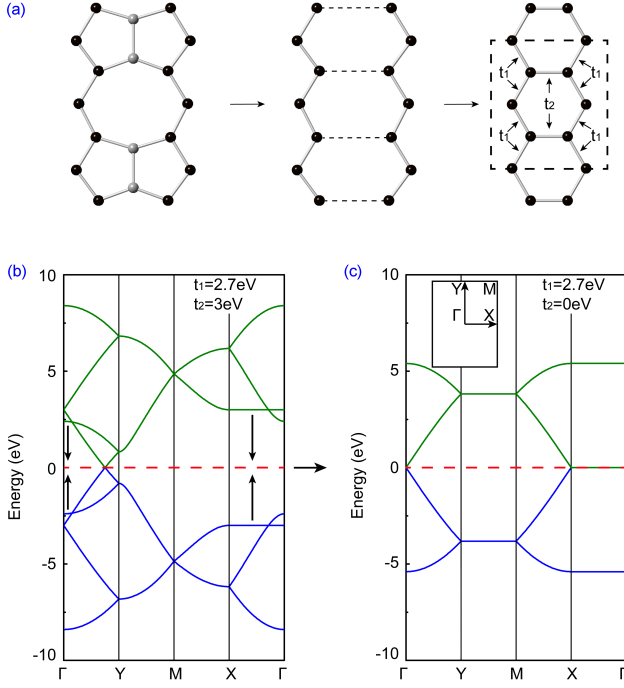 (a)
t1 t1
t2
t1 t1
(b)
(c)
t1=2.7eV
t2=3eV
t1=2.7eV
t2=0eV
Y M
Γ X
Energy (eV)
10
5
0
-5
-10
Γ Y M X Γ
Energy (eV)
10
5
0
-5
-10
Γ Y M X Γ